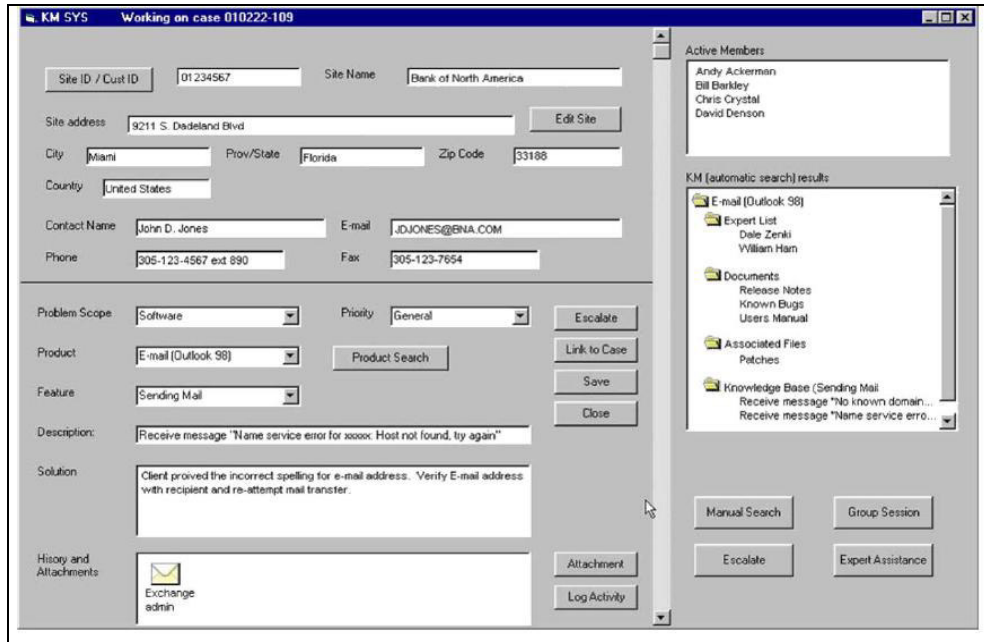 KM SYS Working on case 010222-109
Site ID / Cust ID 01234567 Site Name Bank of North America
Site address 9211 S. Dadeland Blvd Edit Site
City Miami Prov/State Florida Zip Code 33188
Country United States
Contact Name John D. Jones E-mail JDJONES@BNA.COM
Phone 305-123-4567 ext 890 Fax 305-123-7654
Problem Scope Software Priority General Escalate
Product E-mail (Outlook 98) Product Search Link to Case
Feature Sending Mail Save
Close
Description: Receive message "Name service error for xxxxx: Host not found, try again"
Solution Client proived the incorrect spelling for e-mail address. Verify E-mail address
with recipient and re-attempt mail transfer.
Hisory and
Attachments
Exchange
admin
Attachment
Log Activity
Active Members
Andy Ackerman
Bill Barkley
Chris Crystal
David Denson
KM (automatic search) results
E-mail (Outlook 98)
Expert List
Dale Zenki
William Ham
Documents
Release Notes
Known Bugs
Users Manual
Associated Files
Patches
Knowledge Base (Sending Mail
Receive message "No known domain...
Receive message "Name service erro...
Manual Search Group Session
Escalate Expert Assistance